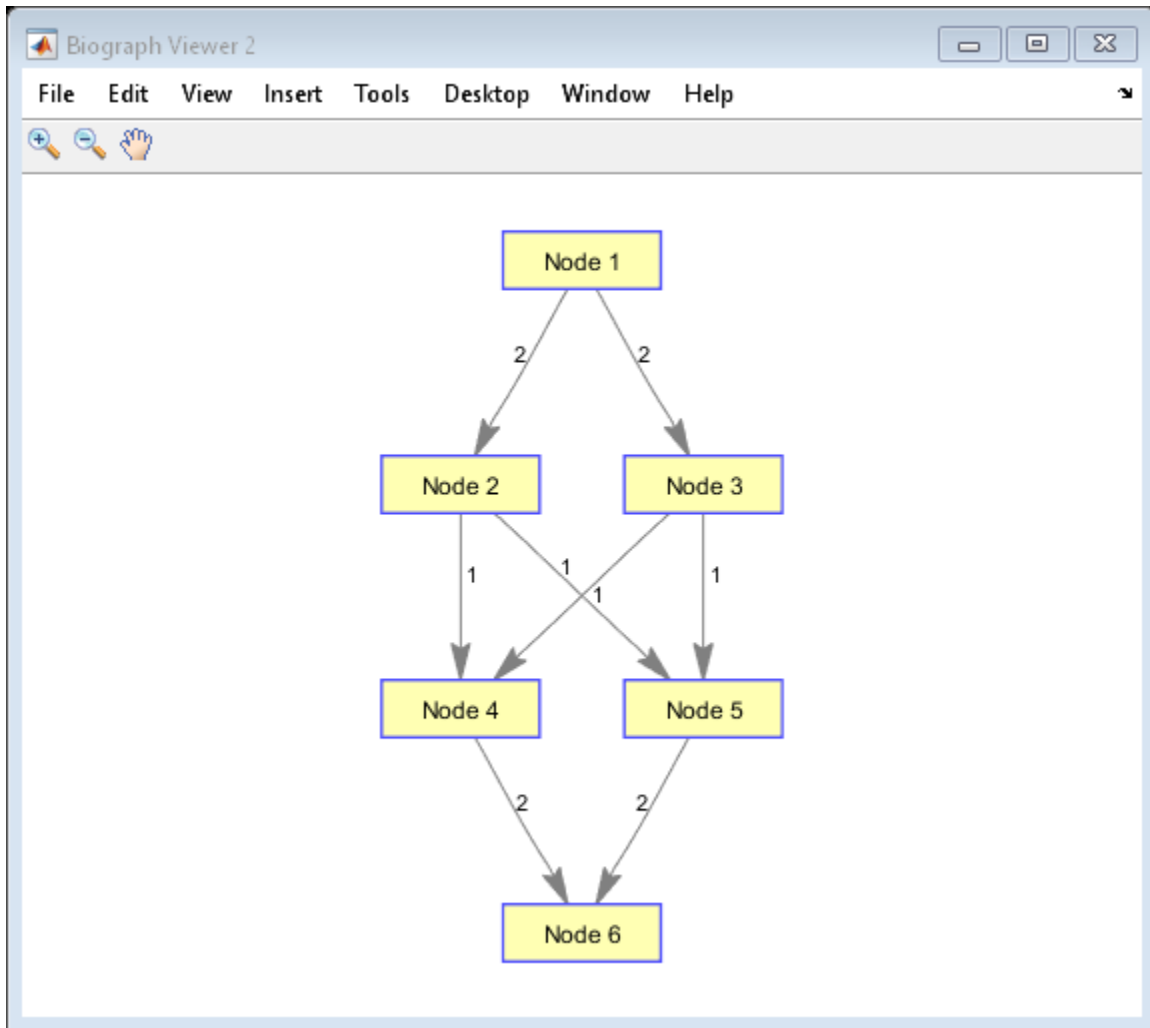 Biograph Viewer 2
File Edit View Insert Tools Desktop Window Help
Node 1
2 2
Node 2 Node 3
1 1 1
1
Node 4 Node 5
2 2
Node 6